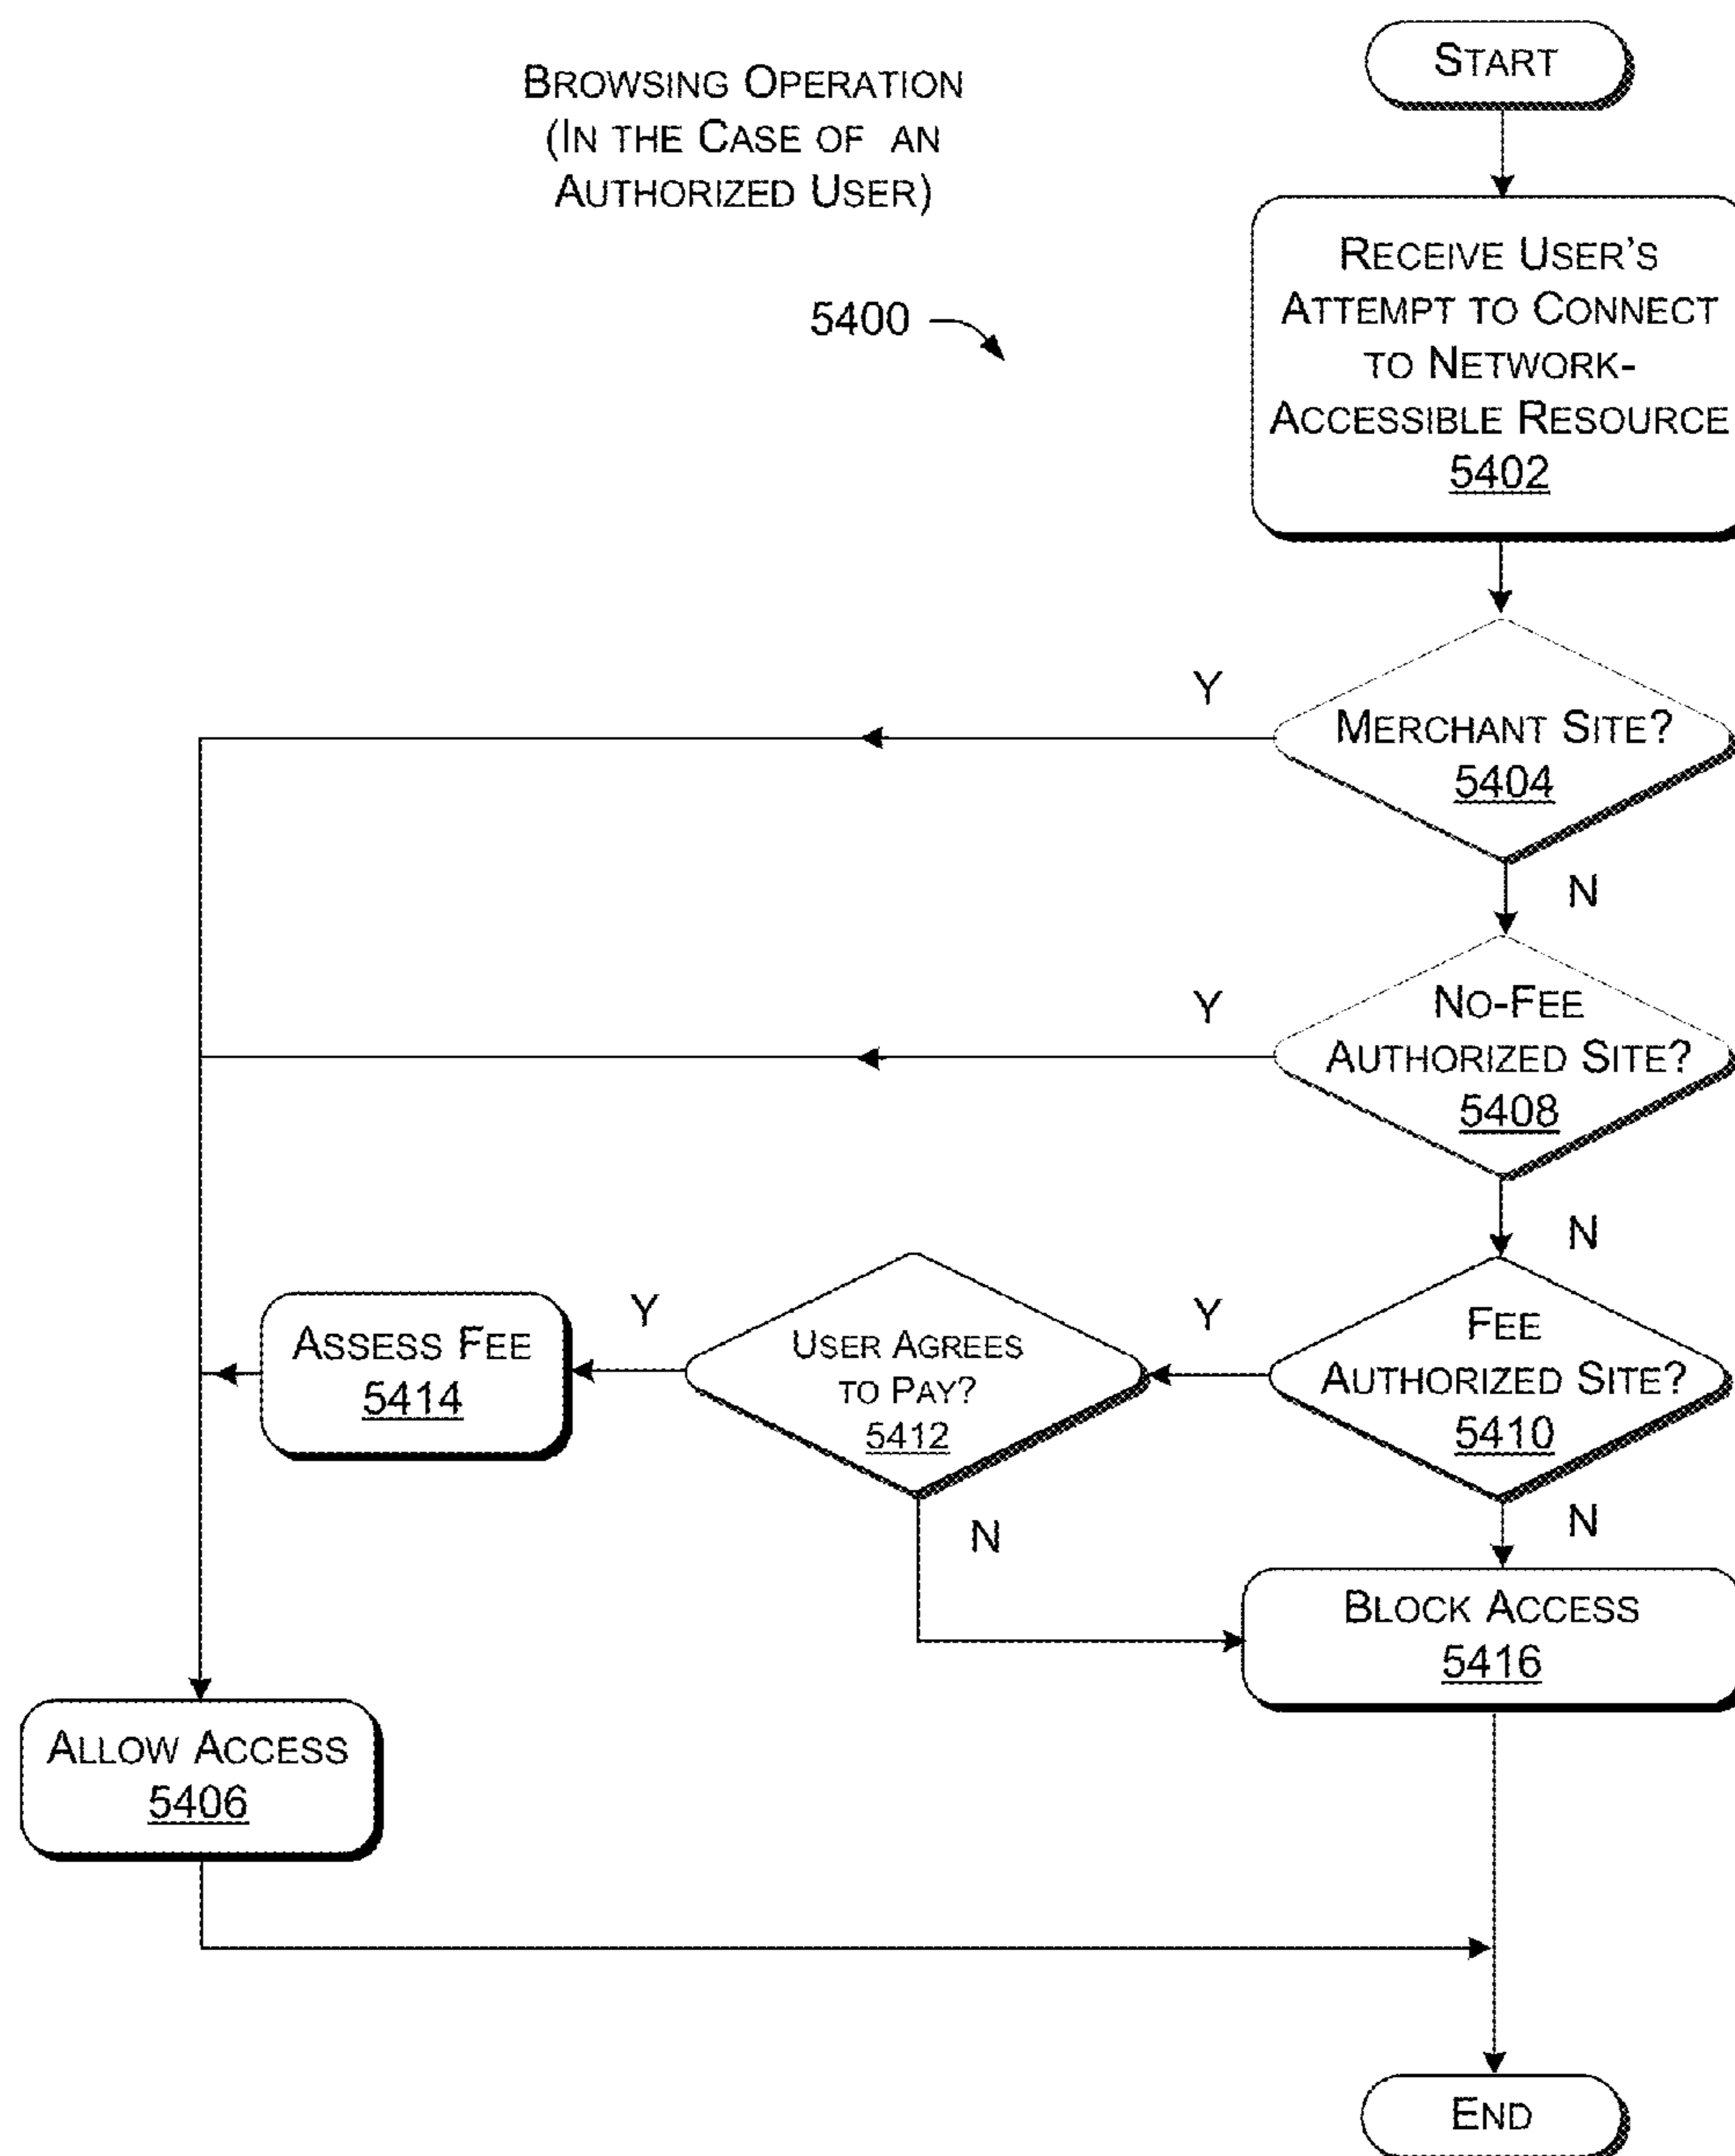 BROWSING OPERATION
(IN THE CASE OF AN
AUTHORIZED USER)
START
5400
RECEIVE USER'S
ATTEMPT TO CONNECT
TO NETWORK-
ACCESSIBLE RESOURCE
5402
Y
MERCHANT SITE?
5404
N
Y
NO-FEE
AUTHORIZED SITE?
5408
N
Y
FEE
AUTHORIZED SITE?
5410
Y
USER AGREES
TO PAY?
5412
ASSESS FEE
5414
N
N
BLOCK ACCESS
5416
ALLOW ACCESS
5406
END